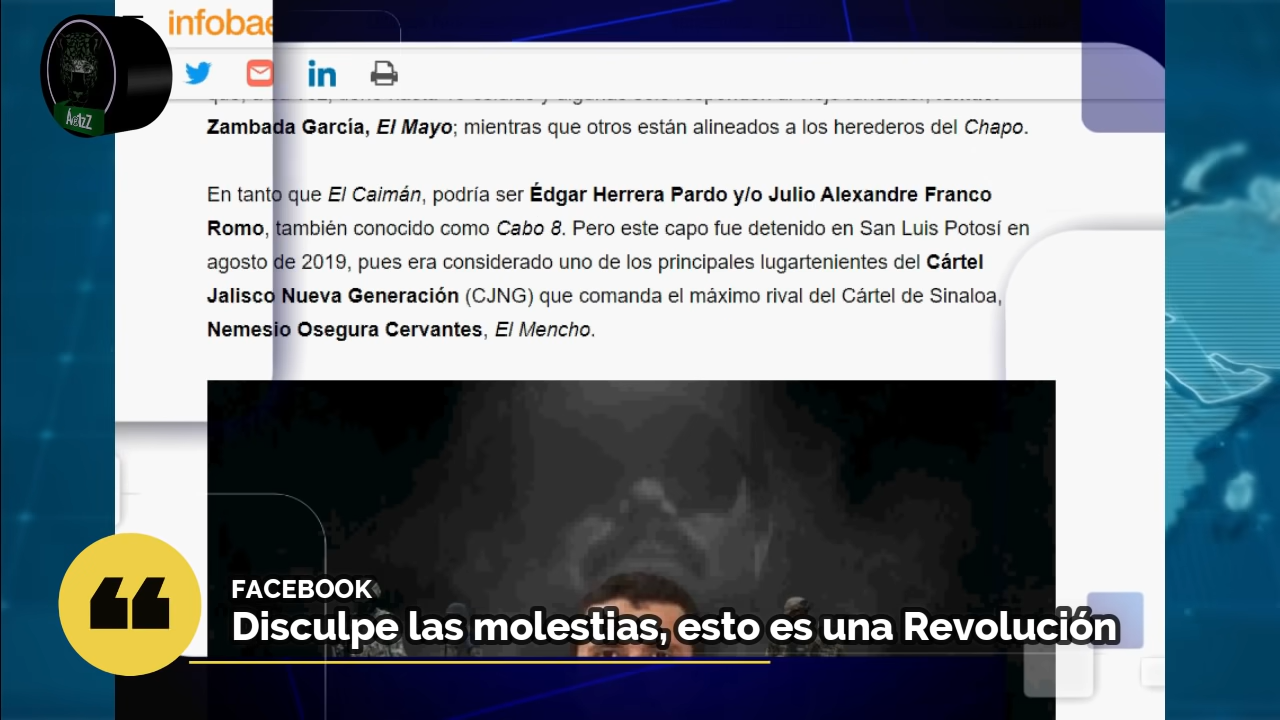 infobae
in
Zambada García, El Mayo; mientras que otros están alineados a los herederos del Chapo.
En tanto que El Caimán, podría ser Édgar Herrera Pardo y/o Julio Alexandre Franco
Romo, también conocido como Cabo 8. Pero este capo fue detenido en San Luis Potosí en
agosto de 2019, pues era considerado uno de los principales lugartenientes del Cártel
Jalisco Nueva Generación (CJNG) que comanda el máximo rival del Cártel de Sinaloa,
Nemesio Osegura Cervantes, El Mencho.
FACEBOOK
Disculpe las molestias, esto es una Revolución